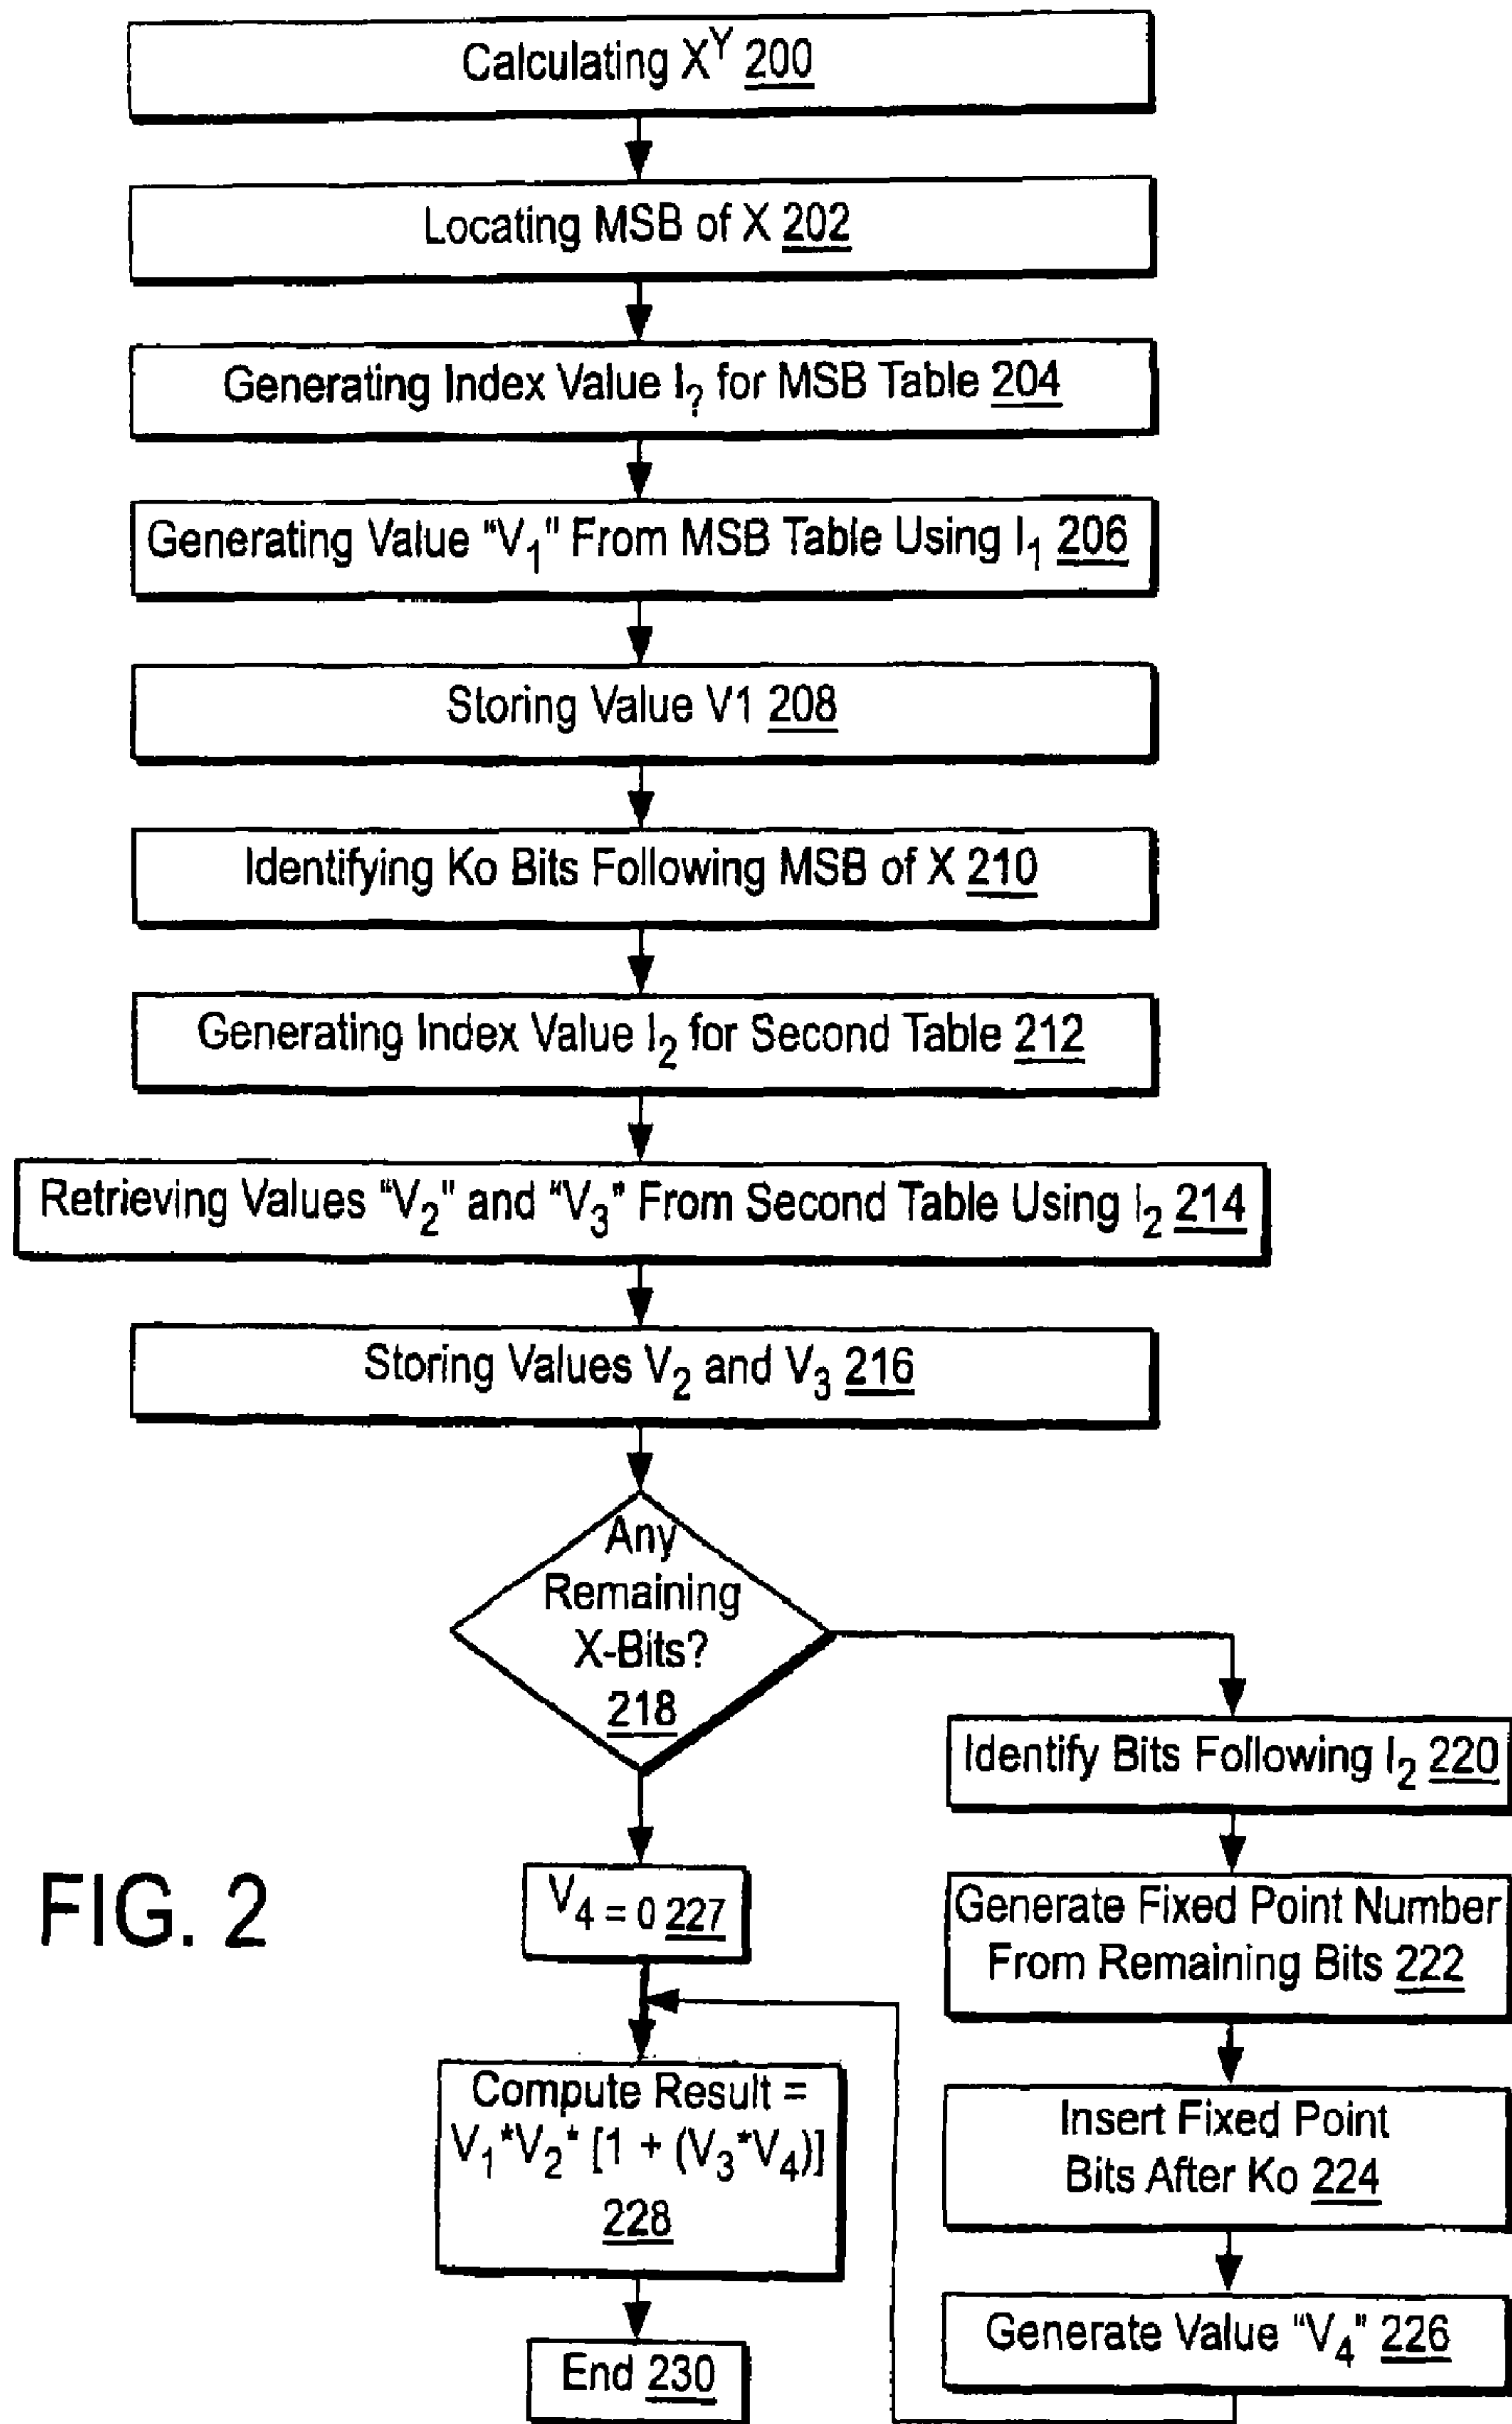 Calculating X^Y 200
Locating MSB of X 202
Generating Index Value I? for MSB Table 204
Generating Value "V1" From MSB Table Using I1 206
Storing Value V1 208
Identifying Ko Bits Following MSB of X 210
Generating Index Value I2 for Second Table 212
Retrieving Values "V2" and "V3" From Second Table Using I2 214
Storing Values V2 and V3 216
Any
Remaining
X-Bits?
218
Identify Bits Following I2 220
Generate Fixed Point Number
From Remaining Bits 222
Insert Fixed Point
Bits After Ko 224
Generate Value "V4" 226
V4 = 0 227
Compute Result =
V1*V2* [1 + (V3*V4)]
228
End 230
FIG. 2